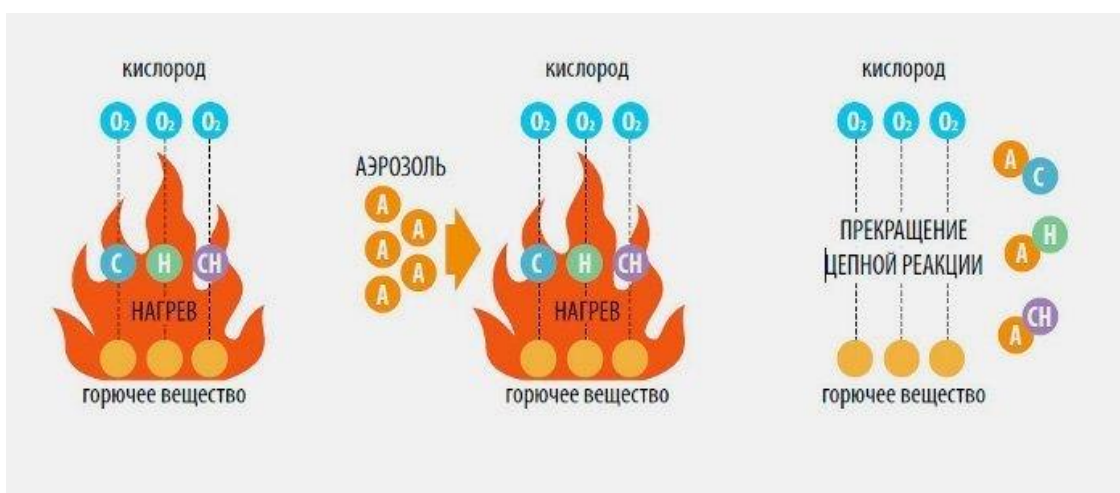 кислород
O₂ O₂ O₂
C H CH
НАГРЕВ
горючее вещество
АЭРОЗОЛЬ
A
A
A
A
A
кислород
O₂ O₂ O₂
C H CH
НАГРЕВ
горючее вещество
кислород
O₂ O₂ O₂
ПРЕКРАЩЕНИЕ
ЦЕПНОЙ РЕАКЦИИ
горючее вещество
A C
A H
A CH